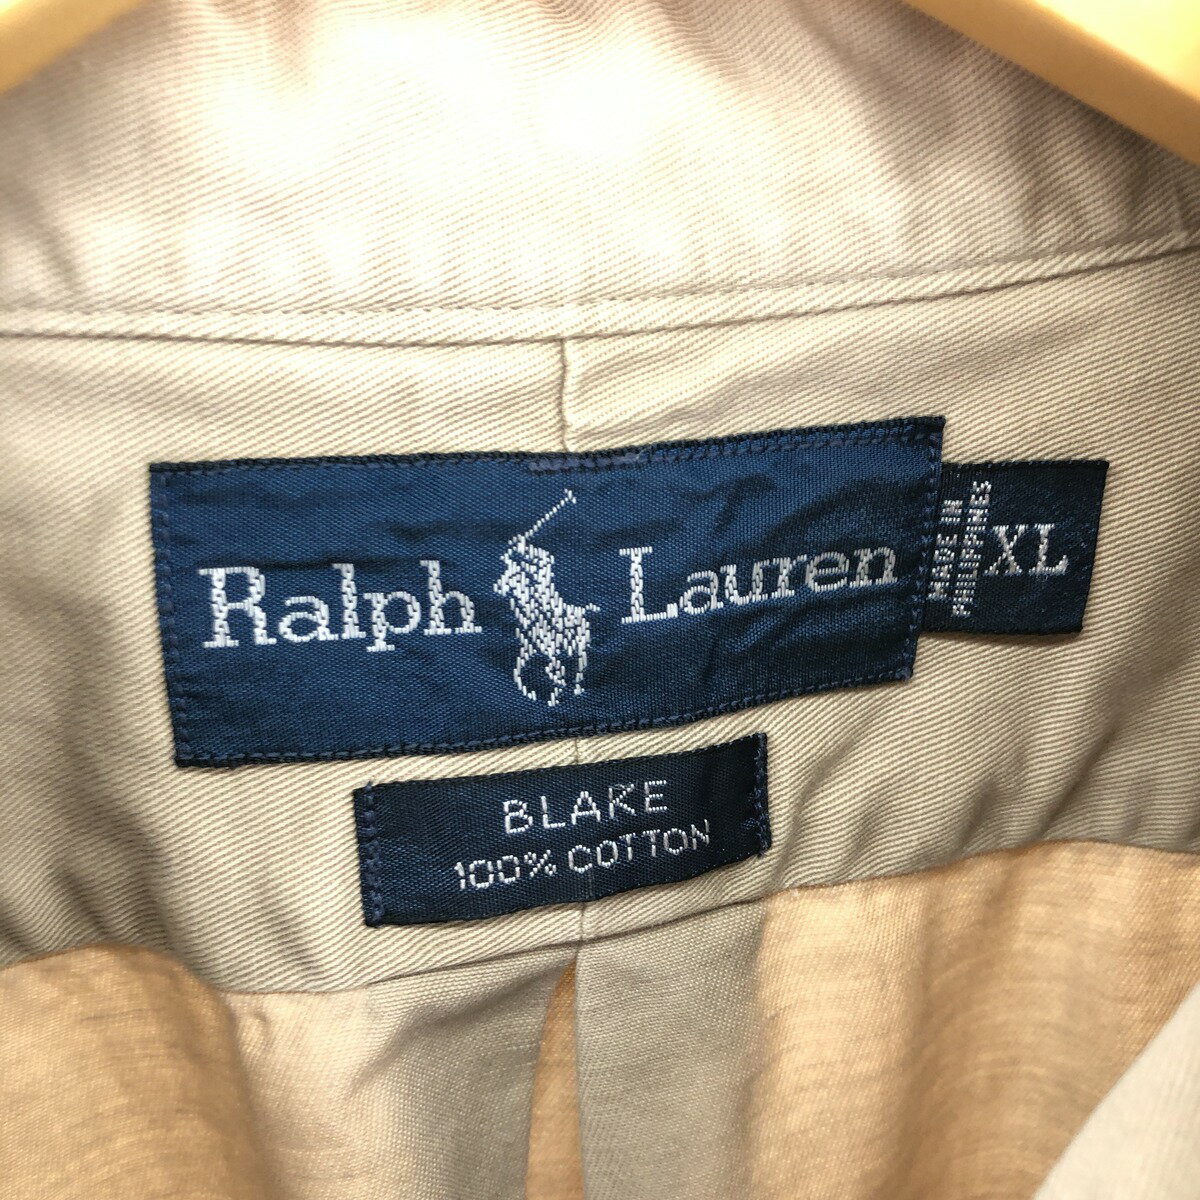 Ralph Lauren
MADE IN
PHILIPPINES
XL
BLAKE
100% COTTON